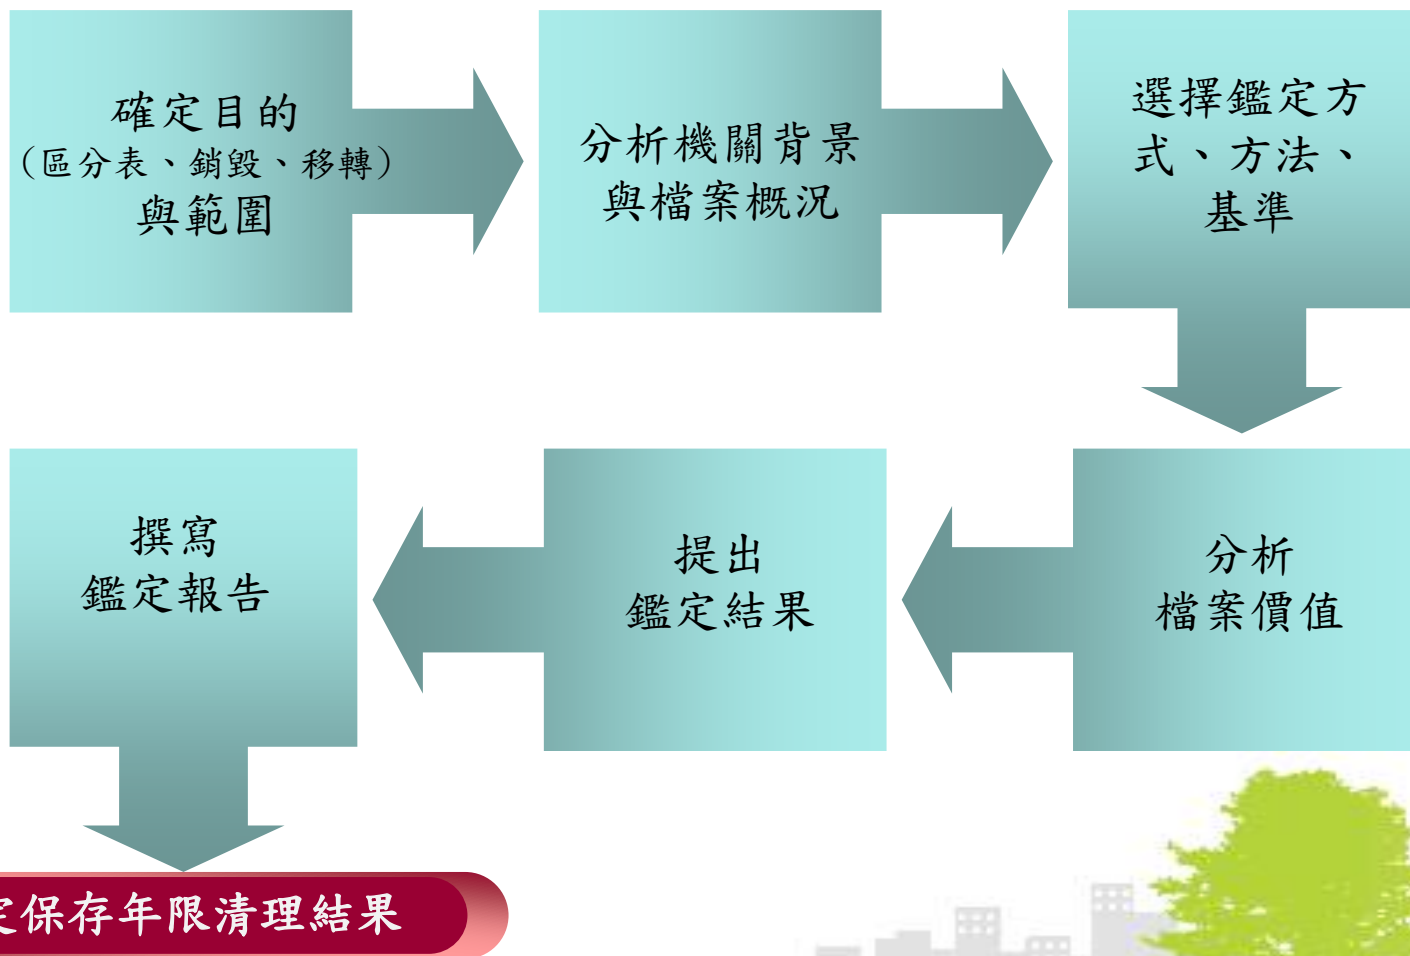 確定目的
（區分表、銷毀、移轉）
與範圍
分析機關背景
與檔案概況
選擇鑑定方
式、方法、
基準
分析
檔案價值
提出
鑑定結果
撰寫
鑑定報告
定保存年限清理結果